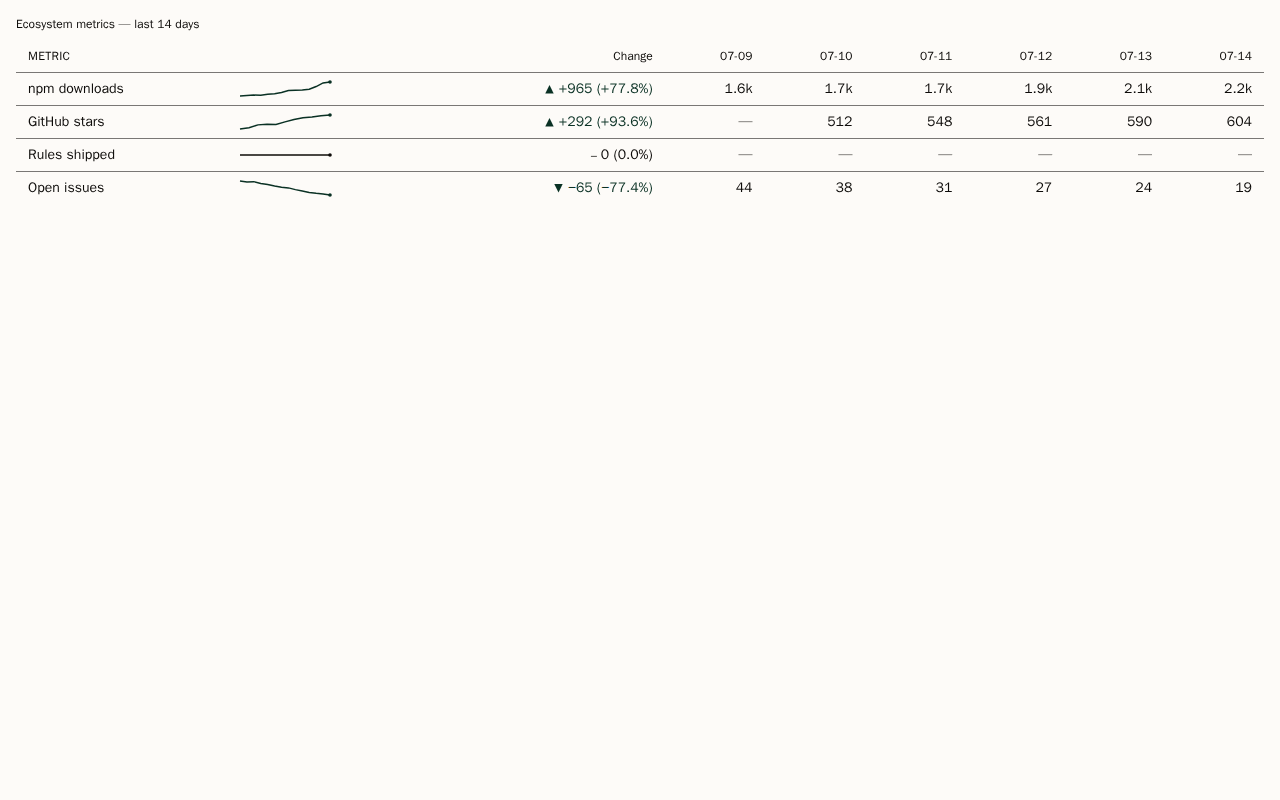 Ecosystem metrics — last 14 days
METRIC Change 07-09 07-10 07-11 07-12 07-13 07-14
npm downloads ▲ +965 (+77.8%) 1.6k 1.7k 1.7k 1.9k 2.1k 2.2k
GitHub stars ▲ +292 (+93.6%) — 512 548 561 590 604
Rules shipped – 0 (0.0%) — — — — — —
Open issues ▼ −65 (−77.4%) 44 38 31 27 24 19